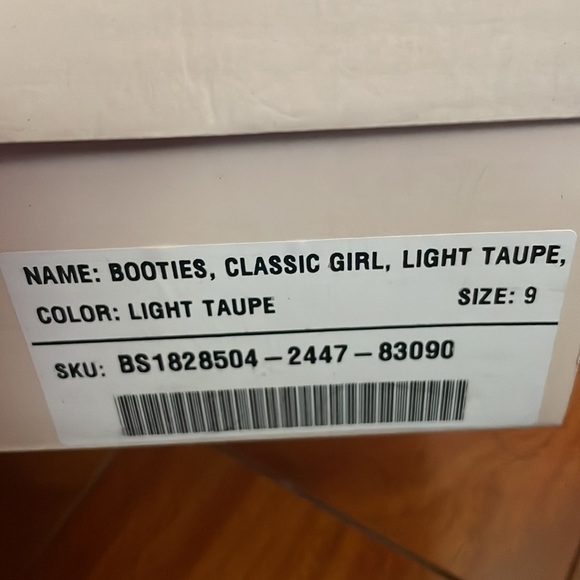 NAME: BOOTIES, CLASSIC GIRL, LIGHT TAUPE,
COLOR: LIGHT TAUPE SIZE: 9
SKU: BS1828504-2447-83090